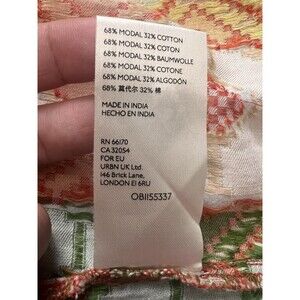 68% MODAL 32% COTTON
68% MODAL 32% COTON
68% MODAL 32% BAUMWOLLE
68% MODAL 32% COTONE
68% MODAL 32% ALGODÓN
68% 莫代尔 32% 棉
MADE IN INDIA
HECHO EN INDIA
RN 66170
CA 32054
FOR EU
URBN UK Ltd.
146 Brick Lane,
LONDON E1 6RU
OB1155337